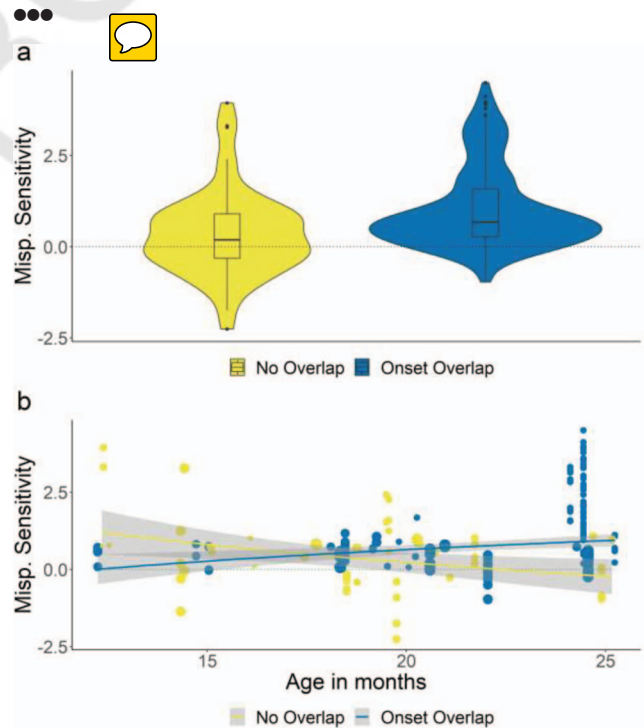 a
Misp. Sensitivity
2.5
0.0
-2.5
No Overlap Onset Overlap
b
Misp. Sensitivity
2.5
0.0
-2.5
15 20 25
Age in months
No Overlap Onset Overlap